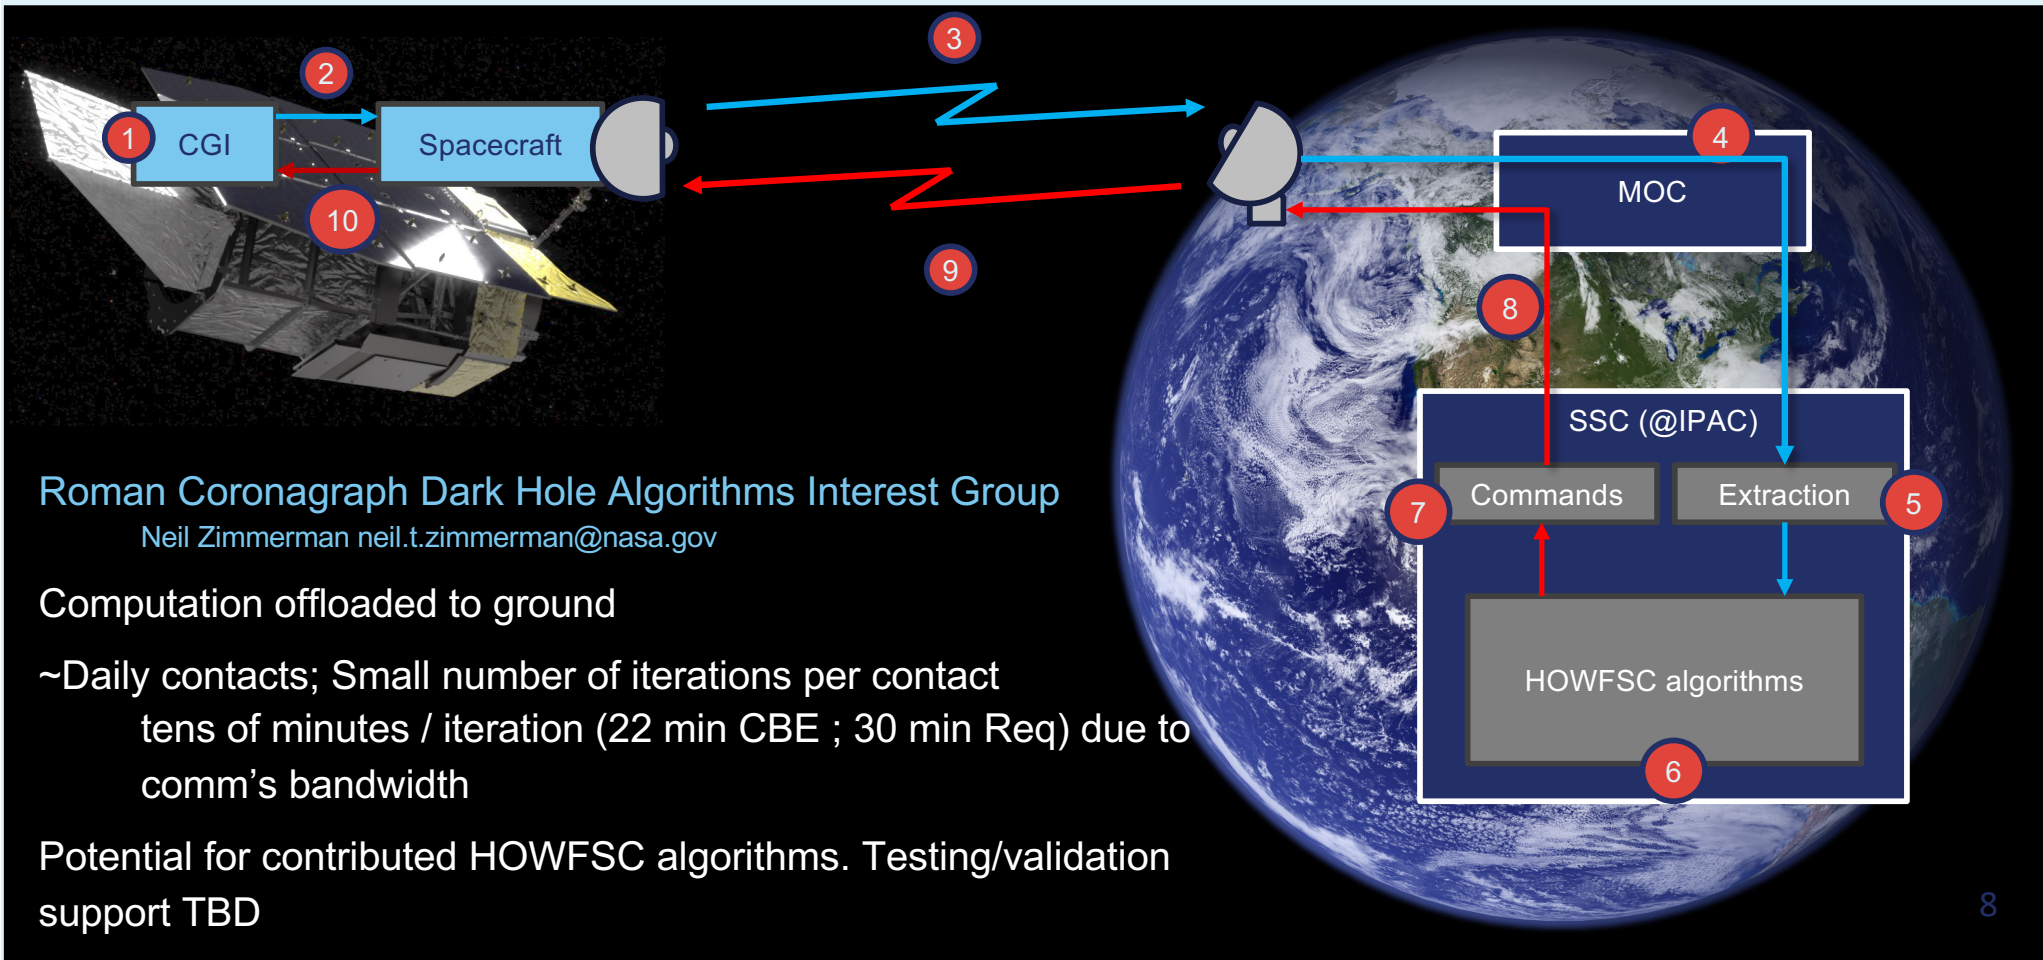 3
2
1
CGI
Spacecraft
4
MOC
10
9
8
SSC (@IPAC)
7
Commands
Extraction
5
HOWFSC algorithms
6
Roman Coronagraph Dark Hole Algorithms Interest Group
Neil Zimmerman neil.t.zimmerman@nasa.gov
Computation offloaded to ground
~Daily contacts; Small number of iterations per contact
tens of minutes / iteration (22 min CBE ; 30 min Req) due to
comm’s bandwidth
Potential for contributed HOWFSC algorithms. Testing/validation
support TBD
8